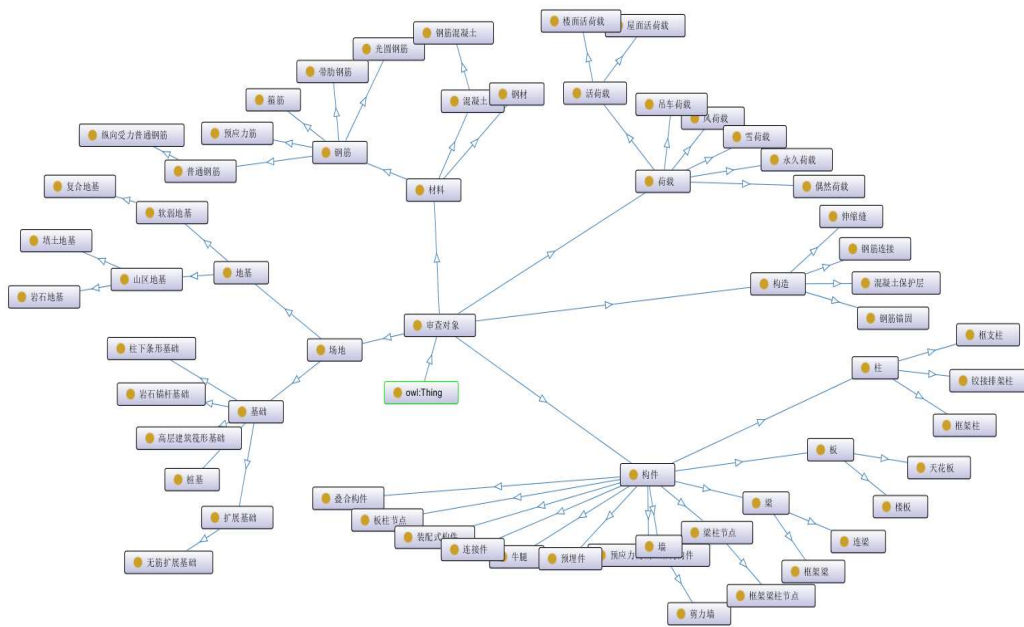 楼面活荷载
屋面活荷载
钢筋混凝土
光圆钢筋
带肋钢筋
混凝土
钢材
活荷载
箍筋
吊车荷载
风荷载
纵向受力普通钢筋
预应力筋
雪荷载
钢筋
永久荷载
普通钢筋
复合地基
材料
荷载
偶然荷载
软弱地基
伸缩缝
填土地基
钢筋连接
地基
山区地基
构造
混凝土保护层
岩石地基
钢筋锚固
审查对象
框支柱
柱下条形基础
场地
柱
铰接排架柱
岩石锚杆基础
owl:Thing
基础
框架柱
高层建筑筏形基础
板
天花板
桩基
构件
叠合构件
梁
楼板
扩展基础
板柱节点
装配式构件
梁柱节点
连梁
连接件
墙
牛腿
预埋件
预应力
构件
无筋扩展基础
框架梁
框架梁柱节点
剪力墙